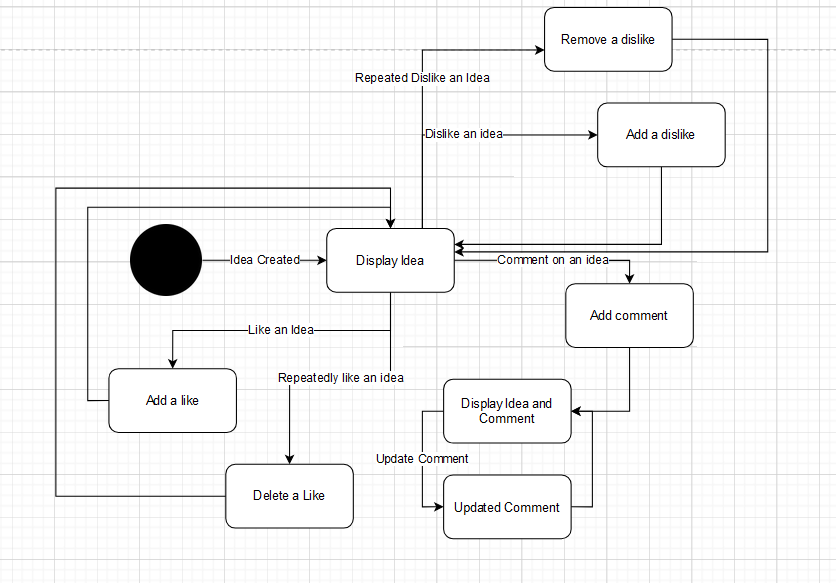 Remove a dislike
Repeated Dislike an Idea
Dislike an idea
Add a dislike
Idea Created
Display Idea
Comment on an idea
Add comment
Like an Idea
Repeatedly like an idea
Add a like
Display Idea and
Comment
Update Comment
Delete a Like
Updated Comment